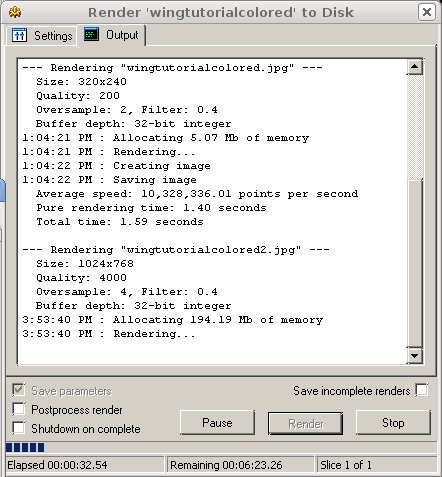 Render 'wingtutorialcolored' to Disk
Settings Output
--- Rendering "wingtutorialcolored.jpg" ---
Size: 320x240
Quality: 200
Oversample: 2, Filter: 0.4
Buffer depth: 32-bit integer
1:04:21 PM : Allocating 5.07 Mb of memory
1:04:21 PM : Rendering...
1:04:22 PM : Creating image
1:04:22 PM : Saving image
Average speed: 10,328,336.01 points per second
Pure rendering time: 1.40 seconds
Total time: 1.59 seconds
--- Rendering "wingtutorialcolored2.jpg" ---
Size: 1024x768
Quality: 4000
Oversample: 4, Filter: 0.4
Buffer depth: 32-bit integer
3:53:40 PM : Allocating 194.19 Mb of memory
3:53:40 PM : Rendering...
Save parameters Save incomplete renders
Postprocess render
Shutdown on complete
Pause Render Stop
Elapsed 00:00:32.54 Remaining 00:06:23.26 Slice 1 of 1